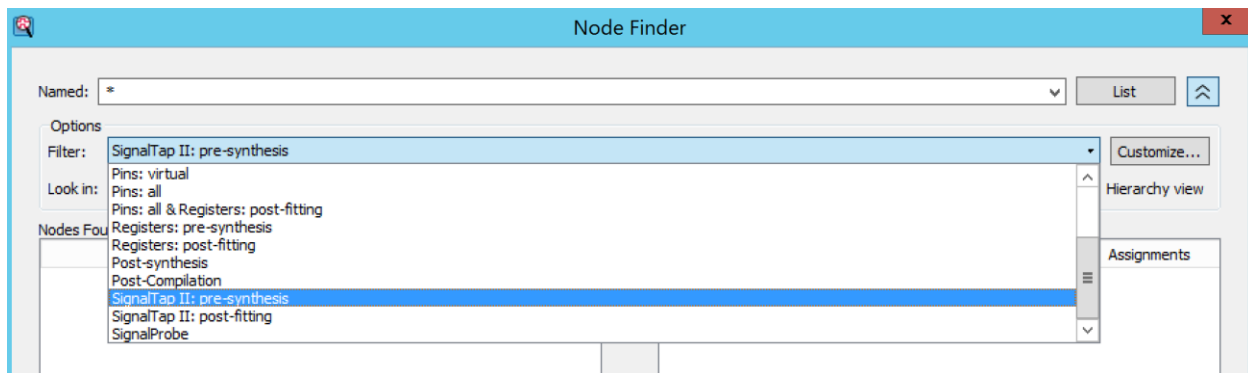 Node Finder
x
Named: *
List
Options
Filter: SignalTap II: pre-synthesis
Customize...
Look in:
Pins: virtual
Pins: all
Pins: all & Registers: post-fitting
Registers: pre-synthesis
Registers: post-fitting
Post-synthesis
Post-Compilation
SignalTap II: pre-synthesis
SignalTap II: post-fitting
SignalProbe
Hierarchy view
Nodes Fou
Assignments